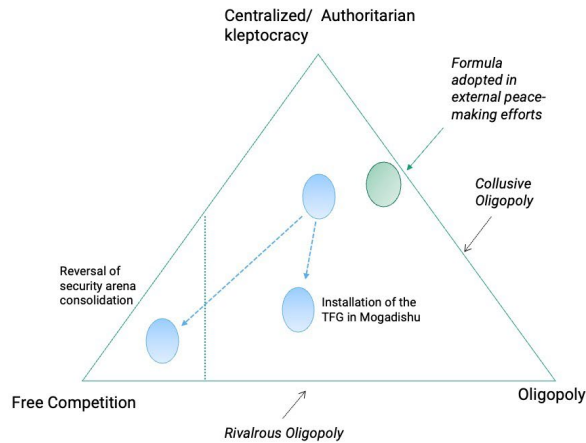 Centralized/ Authoritarian
kleptocracy
Formula
adopted in
external peace-
making efforts
Collusive
Oligopoly
Reversal of
security arena
consolidation
Installation of the
TFG in Mogadishu
Free Competition
Oligopoly
Rivalrous Oligopoly